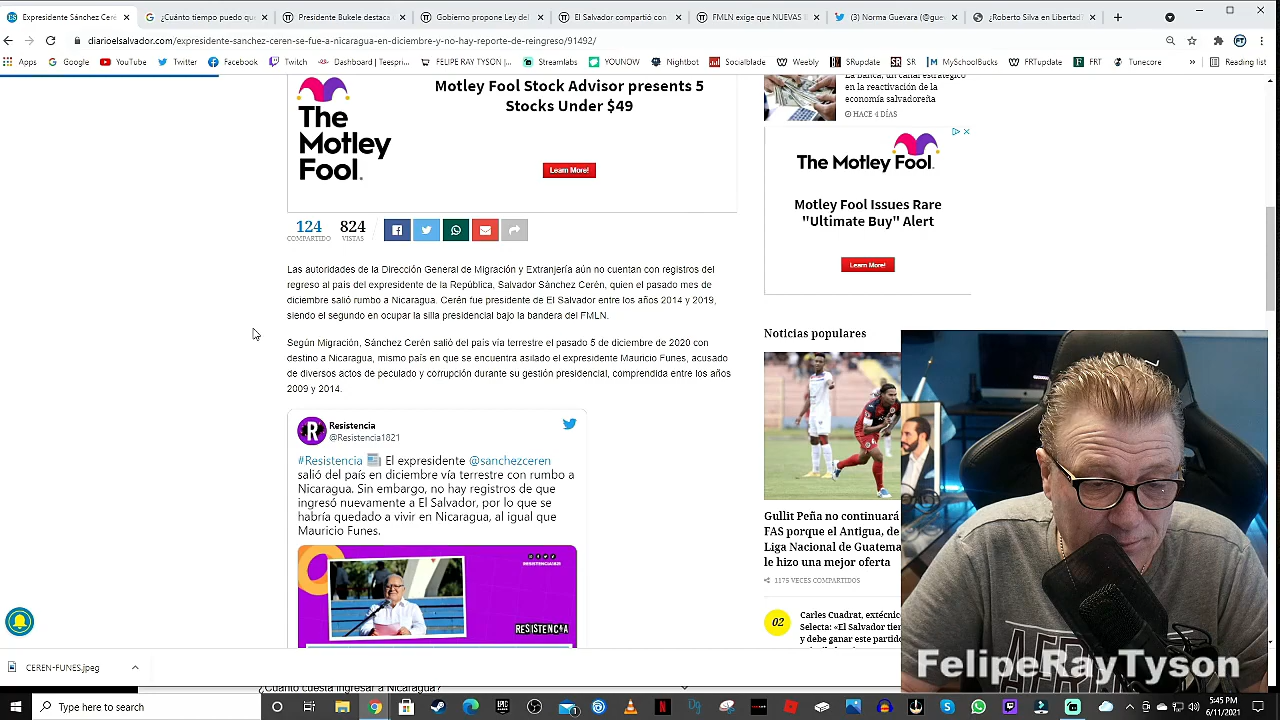 Expresidente Sánchez Cere
¿Cuánto tiempo puedo qu
Presidente Bukele destaca
Gobierno propone Ley del
El Salvador compartió con
FMLN exige que NUEVAS B
(3) Norma Guevara (@gue
¿Roberto Silva en Libertad?
diarioelsalvador.com/expresidente-sanchez-ceren-se-fue-a-nicaragua-en-diciembre-y-no-hay-reporte-de-reingreso/91492/
Apps
Google
YouTube
Twitter
Facebook
Twitch
Dashboard | Teespri...
FELIPE RAY TYSON |...
Streamlabs
YOUNOW
Nightbot
Socialblade
Weebly
SRupdate
SH
MySchoolBucks
FRTupdate
FRT
Tunecore
»
Reading list
The
Motley
Fool.
Motley Fool Stock Advisor presents 5
Stocks Under $49
Learn More!
124
COMPARTIDO
824
VISTAS
Las autoridades de la Dirección General de Migración y Extranjería aún no cuentan con registros del
regreso al país del expresidente de la República, Salvador Sánchez Cerén, quien el pasado mes de
diciembre salió rumbo a Nicaragua. Cerén fue presidente de El Salvador entre los años 2014 y 2019,
siendo el segundo en ocupar la silla presidencial bajo la bandera del FMLN.
Según Migración, Sánchez Cerén salió del país vía terrestre el pasado 5 de diciembre de 2020 con
destino a Nicaragua, mismo país en que se encuentra asilado el expresidente Mauricio Funes, acusado
de diversos actos de peculado y corrupción durante su gestión presidencial, comprendida entre los años
2009 y 2014.
Resistencia
@Resistencia1821
#Resistencia El expresidente @sanchezceren
salió del país en diciembre vía terrestre con rumbo a
Nicaragua. Sin embargo, no hay registros de que
ingresó nuevamente a El Salvador, por lo que se
habría quedado a vivir en Nicaragua, al igual que
Mauricio Funes.
RESISTENCIA1821
RESISTENCIA
La banca, un canal estratégico
en la reactivación de la
economía salvadoreña
HACE 4 DÍAS
The Motley Fool.
Motley Fool Issues Rare
"Ultimate Buy" Alert
Learn More!
Noticias populares
Gullit Peña no continuará
FAS porque el Antigua, de
Liga Nacional de Guatema
le hizo una mejor oferta
1175 VECES COMPARTIDOS
02
Carles Cuadrat, extécnic
Selecta: «El Salvador tien
y debe ganar este partido
FelipeRayTyson
CEREN-FUNES.jpeg
¿Cuánto cuesta ingresar a Nicaragua?
Type here to search
5:45 PM
6/11/2021